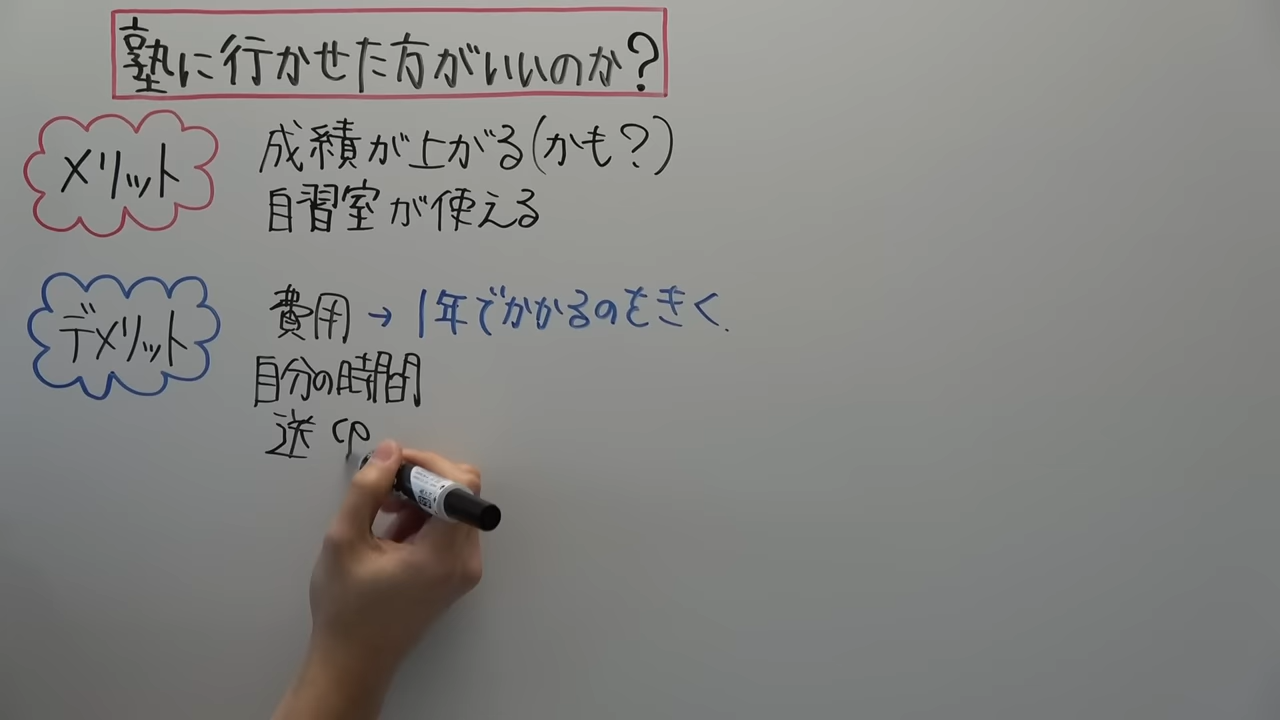 塾に行かせた方がいいのか?
メリット
成績が上がる(かも?)
自習室が使える
デメリット
費用→1年でかかるのをきく.
自分の時間
送